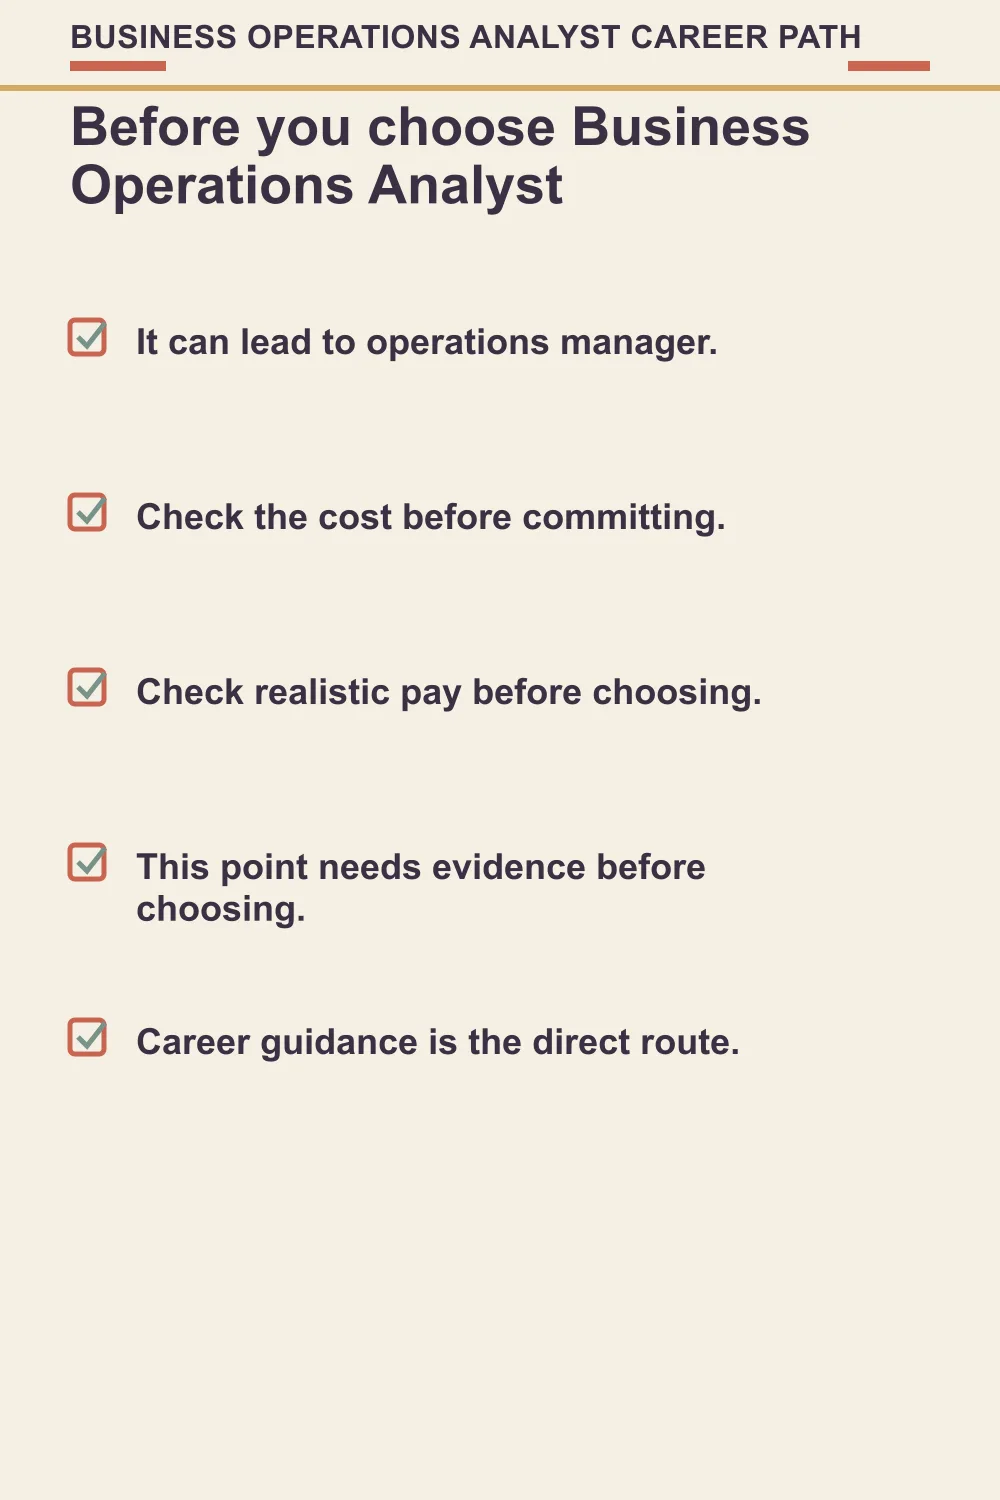 BUSINESS OPERATIONS ANALYST CAREER PATH
Before you choose Business
Operations Analyst
It can lead to operations manager.
Check the cost before committing.
Check realistic pay before choosing.
This point needs evidence before
choosing.
Career guidance is the direct route.